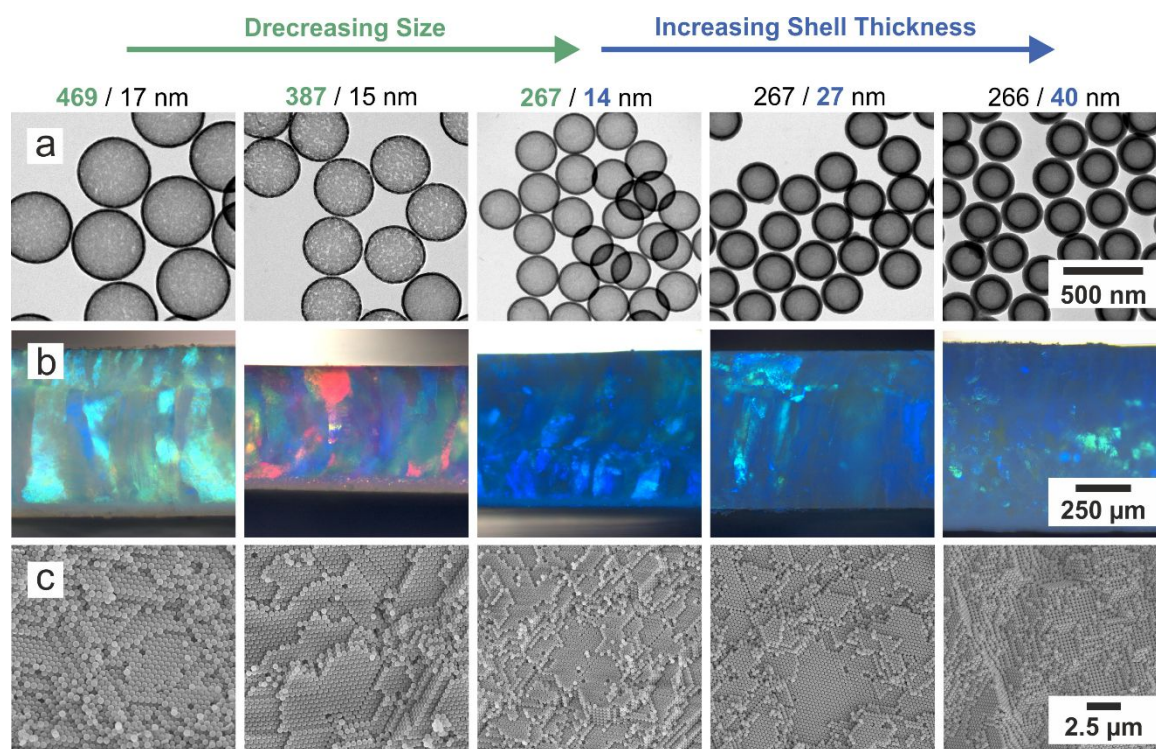 Drecreasing Size
Increasing Shell Thickness
469 / 17 nm
387 / 15 nm
267 / 14 nm
267 / 27 nm
266 / 40 nm
a
500 nm
b
250 µm
c
2.5 µm